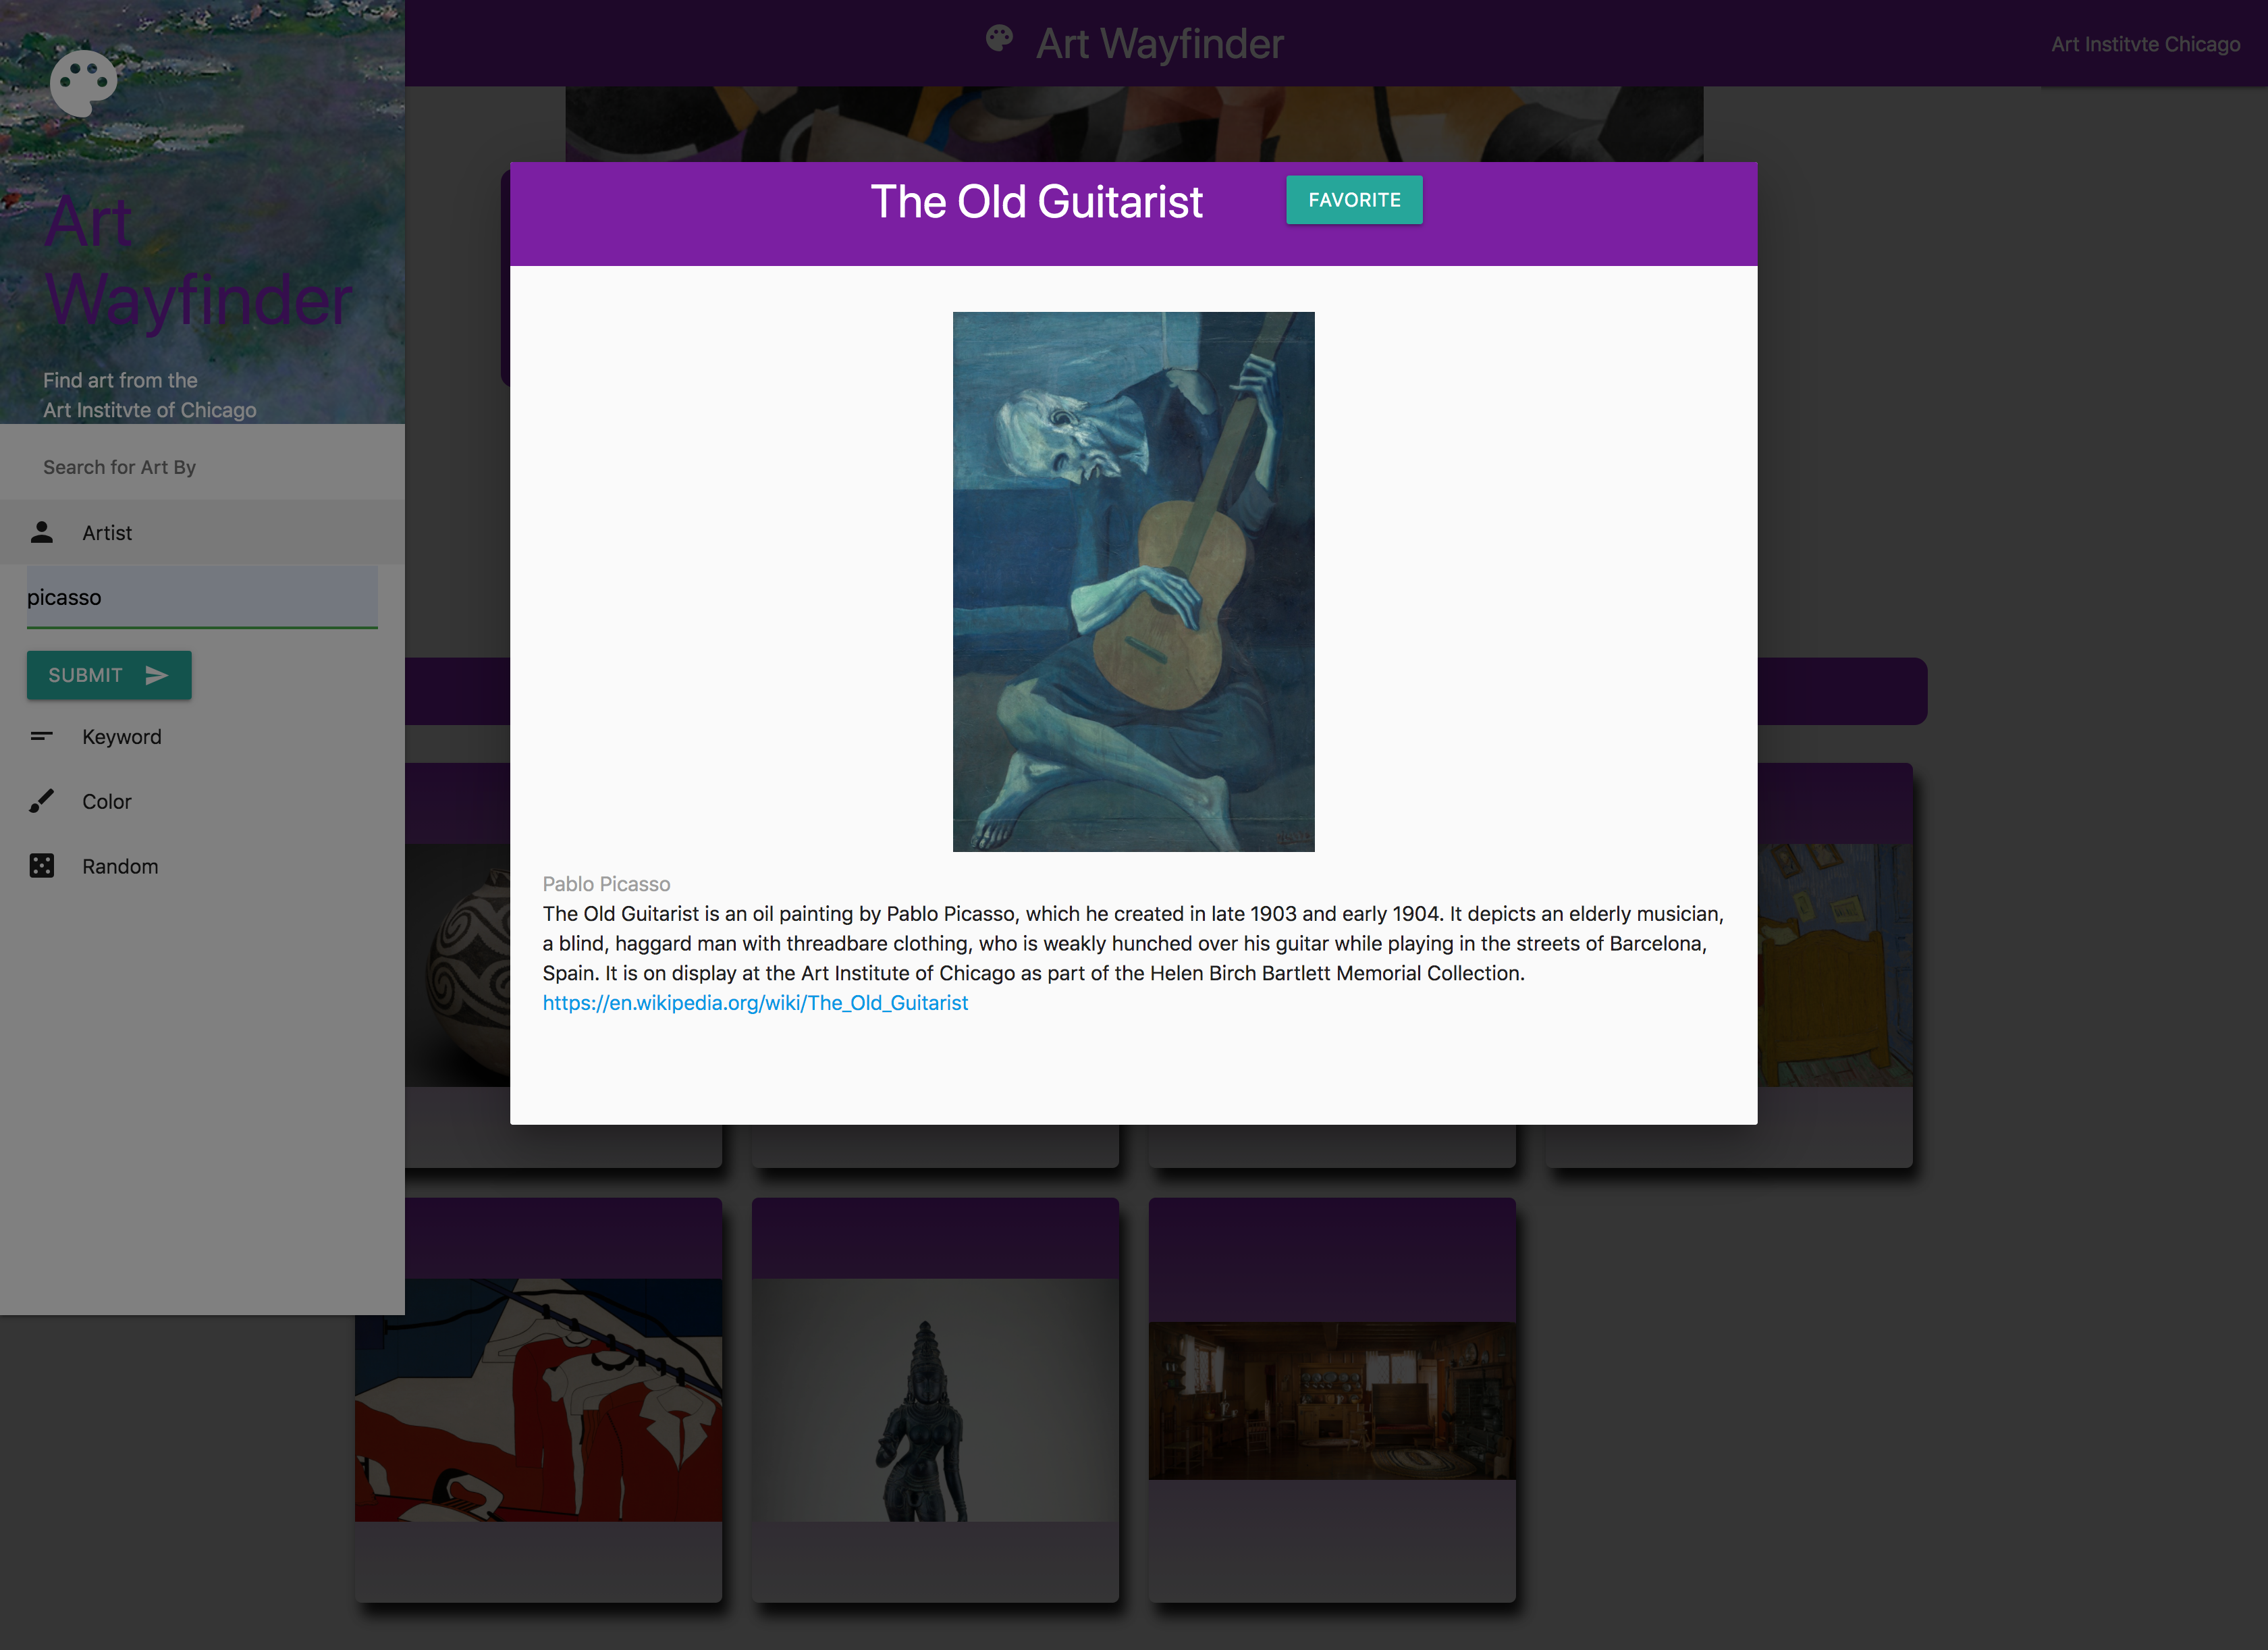 Art Wayfinder
Art Institvte Chicago
Art
Wayfinder
Find art from the
Art Institvte of Chicago
Search for Art By
Artist
picasso
SUBMIT
Keyword
Color
Random
The Old Guitarist
FAVORITE
Pablo Picasso
The Old Guitarist is an oil painting by Pablo Picasso, which he created in late 1903 and early 1904. It depicts an elderly musician,
a blind, haggard man with threadbare clothing, who is weakly hunched over his guitar while playing in the streets of Barcelona,
Spain. It is on display at the Art Institute of Chicago as part of the Helen Birch Bartlett Memorial Collection.
https://en.wikipedia.org/wiki/The_Old_Guitarist